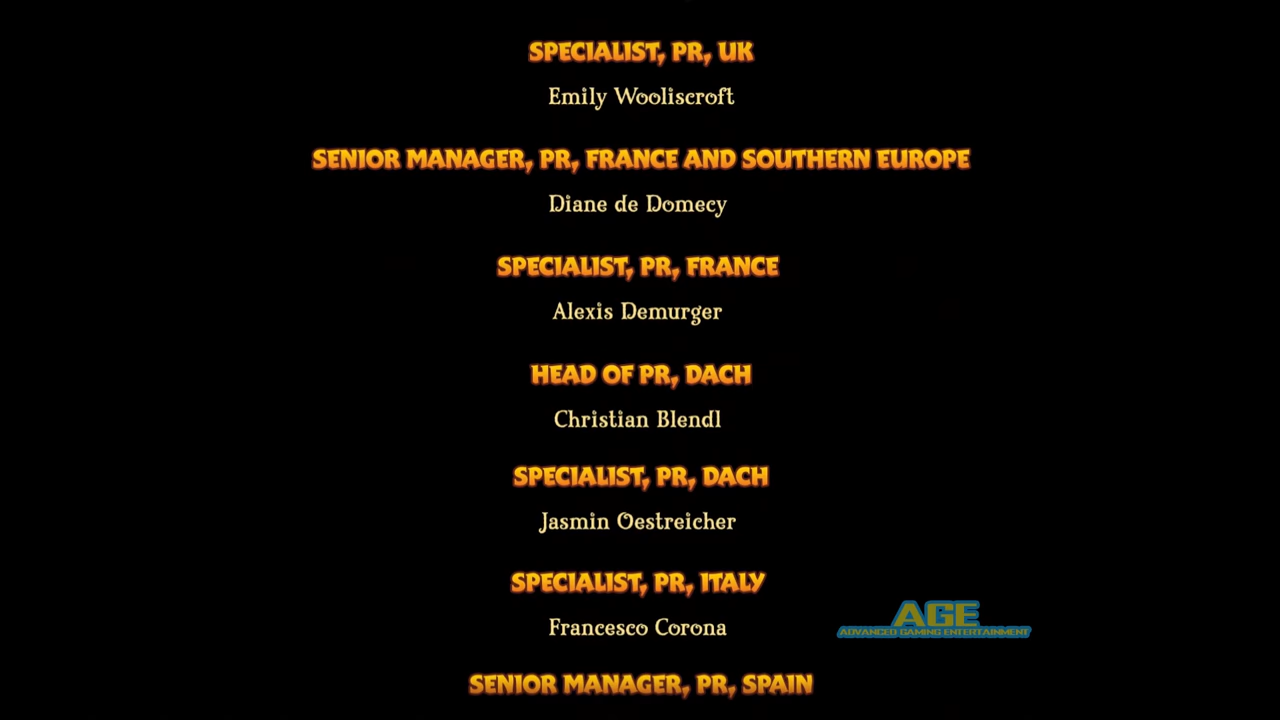 SPECIALIST, PR, UK
Emily Wooliscroft
SENIOR MANAGER, PR, FRANCE AND SOUTHERN EUROPE
Diane de Domecy
SPECIALIST, PR, FRANCE
Alexis Demurger
HEAD OF PR, DACH
Christian Blendl
SPECIALIST, PR, DACH
Jasmin Oestreicher
SPECIALIST, PR, ITALY
Francesco Corona
AGE
ADVANCED GAMING ENTERTAINMENT
SENIOR MANAGER, PR, SPAIN